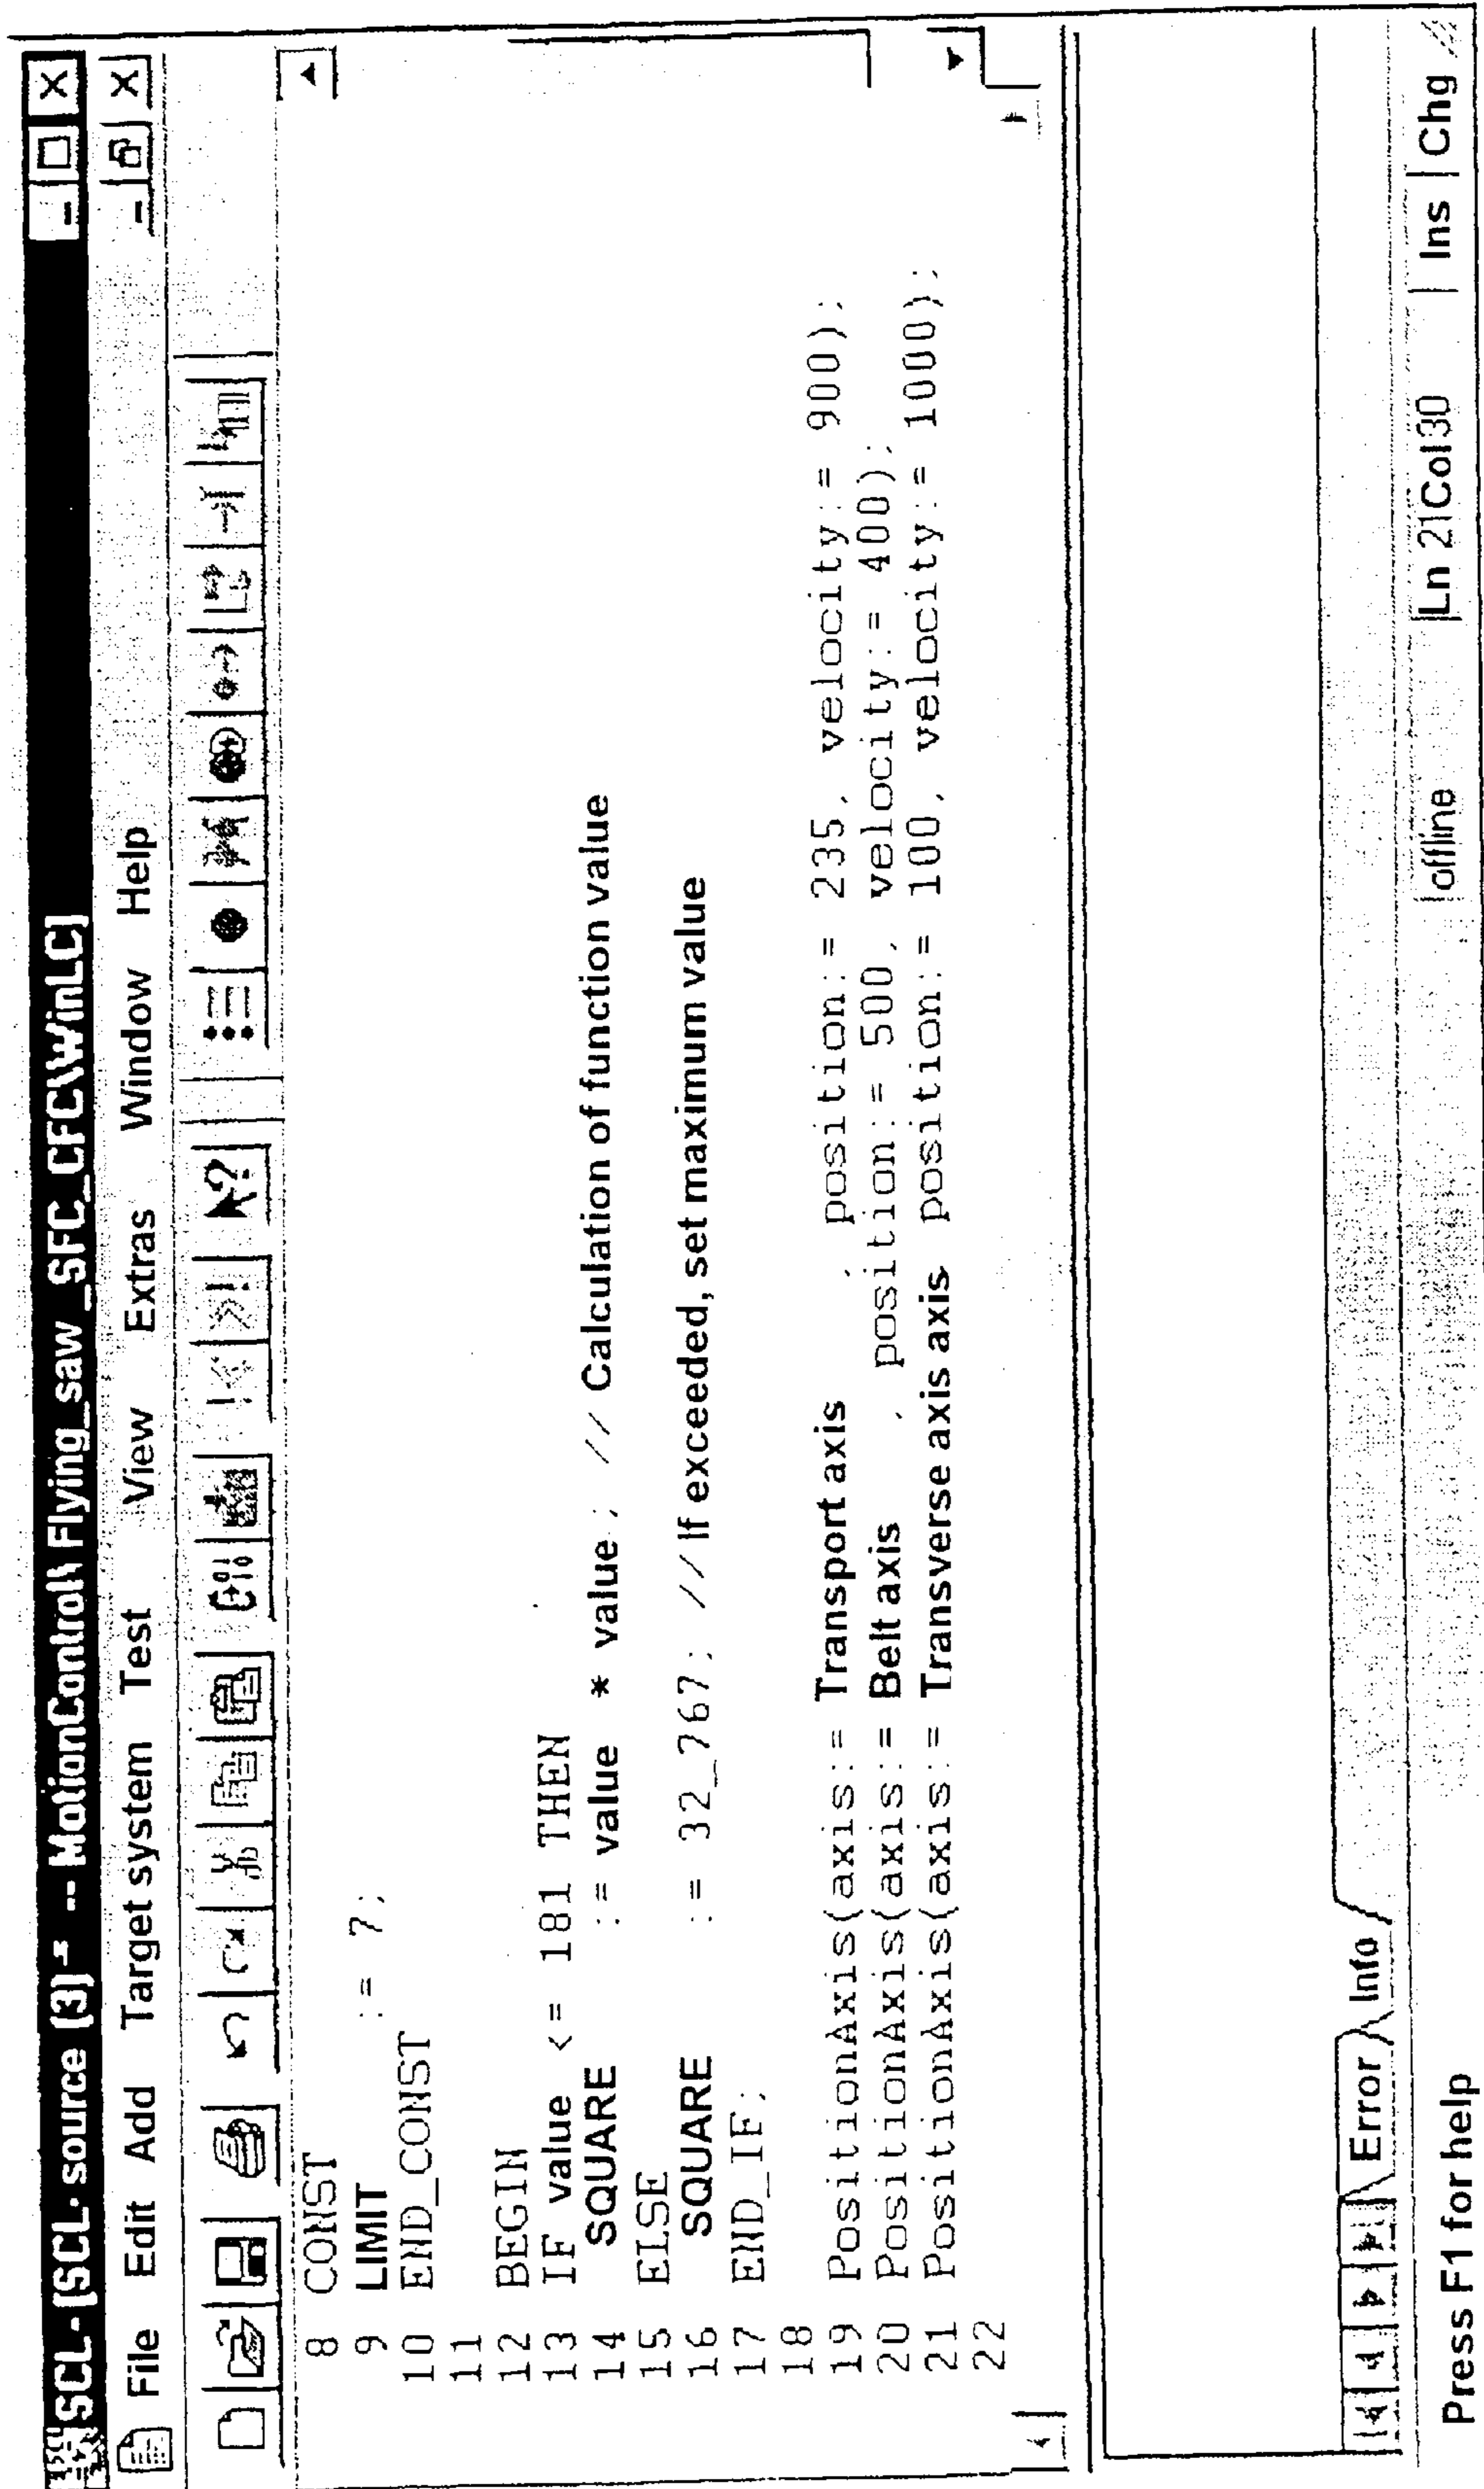 SCL - [SCL - source (3)* -- MotionControl\ Flying_saw _SFC_CFC\WinLC]
File Edit Add Target system Test View Extras Window Help
8 CONST
9 LIMIT := 7;
10 END_CONST
11
12 BEGIN
13 IF value <= 181 THEN
14 SQUARE := value * value; // Calculation of function value
15 ELSE
16 SQUARE := 32_767; // If exceeded, set maximum value
17 END_IF;
18
19 PositionAxis(axis:= Transport axis , position:= 235, velocity:= 900);
20 PositionAxis(axis:= Belt axis , position:= 500, velocity:= 400);
21 PositionAxis(axis:= Transverse axis axis position:= 100, velocity:= 1000);
22
Error Info
Press F1 for help offline Ln 21 Col 30 Ins Chg